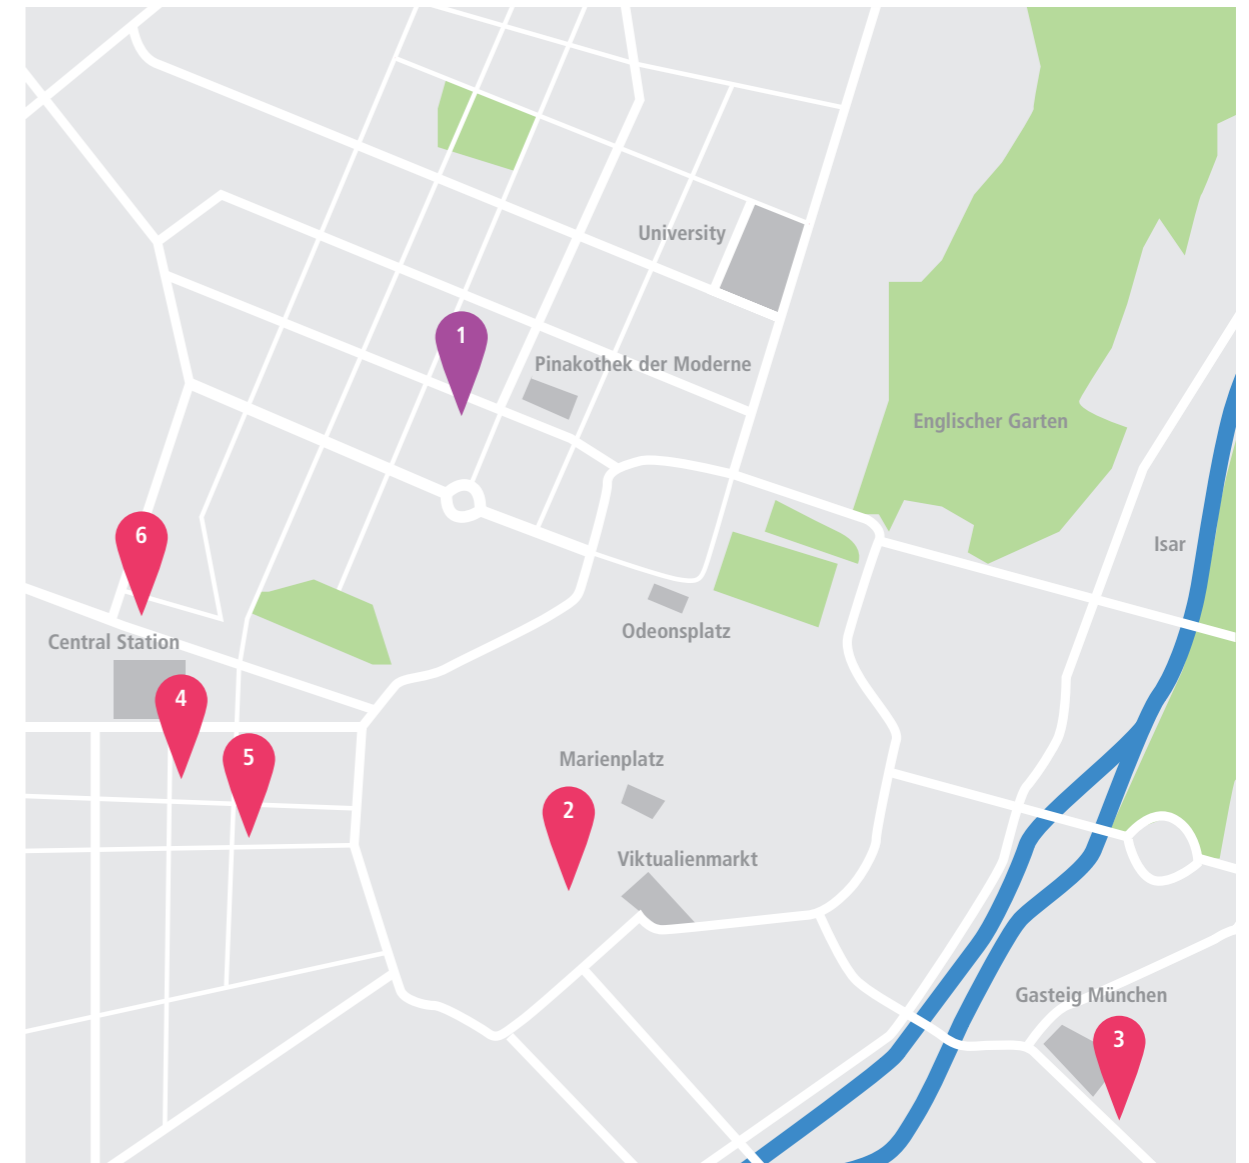 University
1
Pinakothek der Moderne
Englischer Garten
6
Isar
Odeonsplatz
Central Station
4
5
Marienplatz
2
Viktualienmarkt
Gasteig München
3